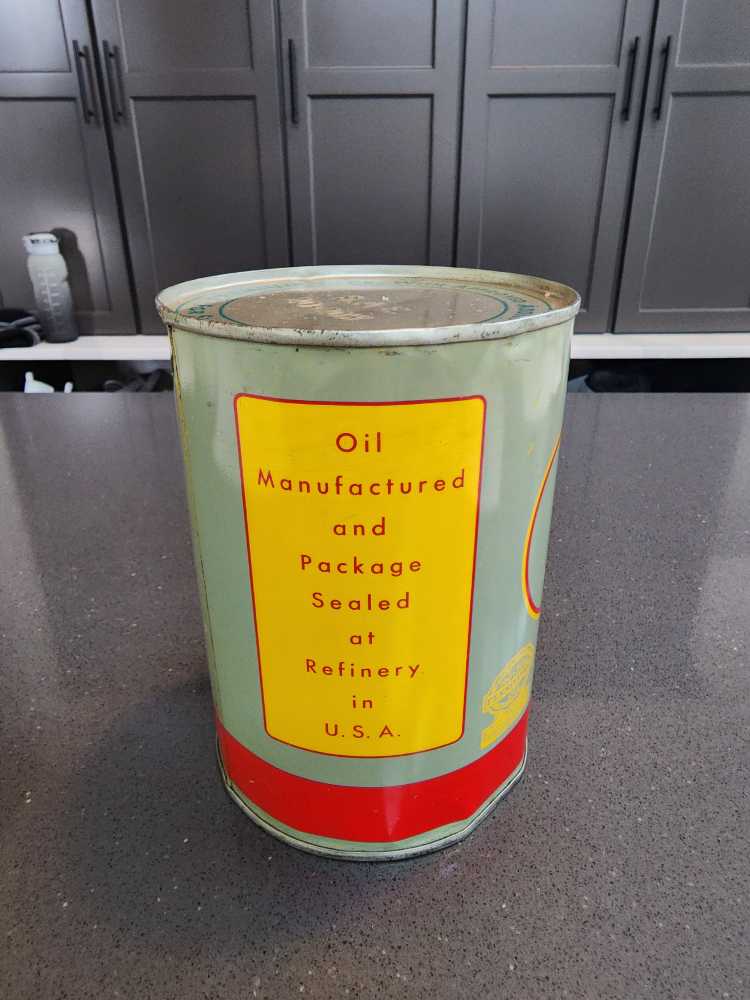 Oil
Manufactured
and
Package
Sealed
at
Refinery
in
U.S.A.